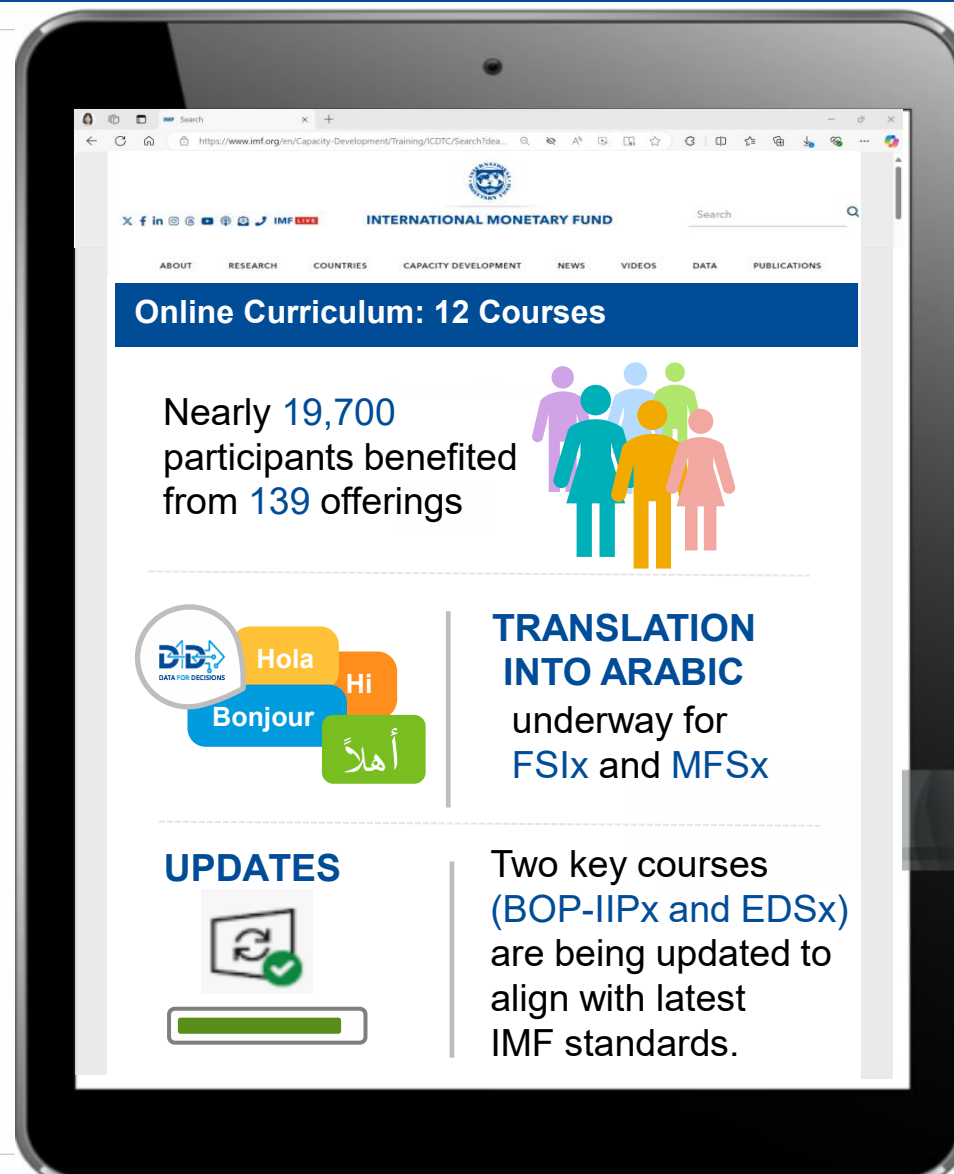 IMF Search
https://www.imf.org/en/Capacity-Development/Training/ICDTC/Search?dea...
IMF LIVE
INTERNATIONAL MONETARY FUND
Search
ABOUT RESEARCH COUNTRIES CAPACITY DEVELOPMENT NEWS VIDEOS DATA PUBLICATIONS
Online Curriculum: 12 Courses
Nearly 19,700
participants benefited
from 139 offerings
D4D
DATA FOR DECISIONS
Hola
Hi
Bonjour
أهلاً
TRANSLATION
INTO ARABIC
underway for
FSIx and MFSx
UPDATES
Two key courses
(BOP-IIPx and EDSx)
are being updated to
align with latest
IMF standards.